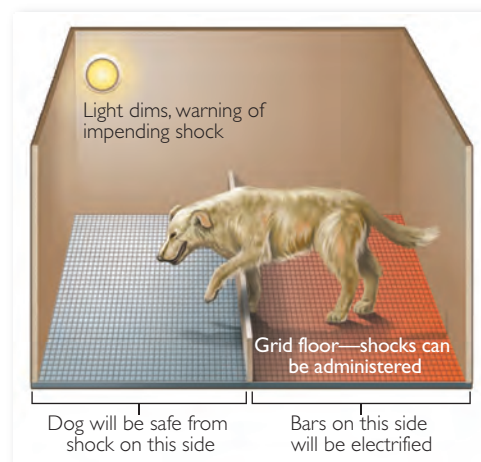 Light dims, warning of
impending shock
Grid floor—shocks can
be administered
Dog will be safe from
shock on this side
Bars on this side
will be electrified